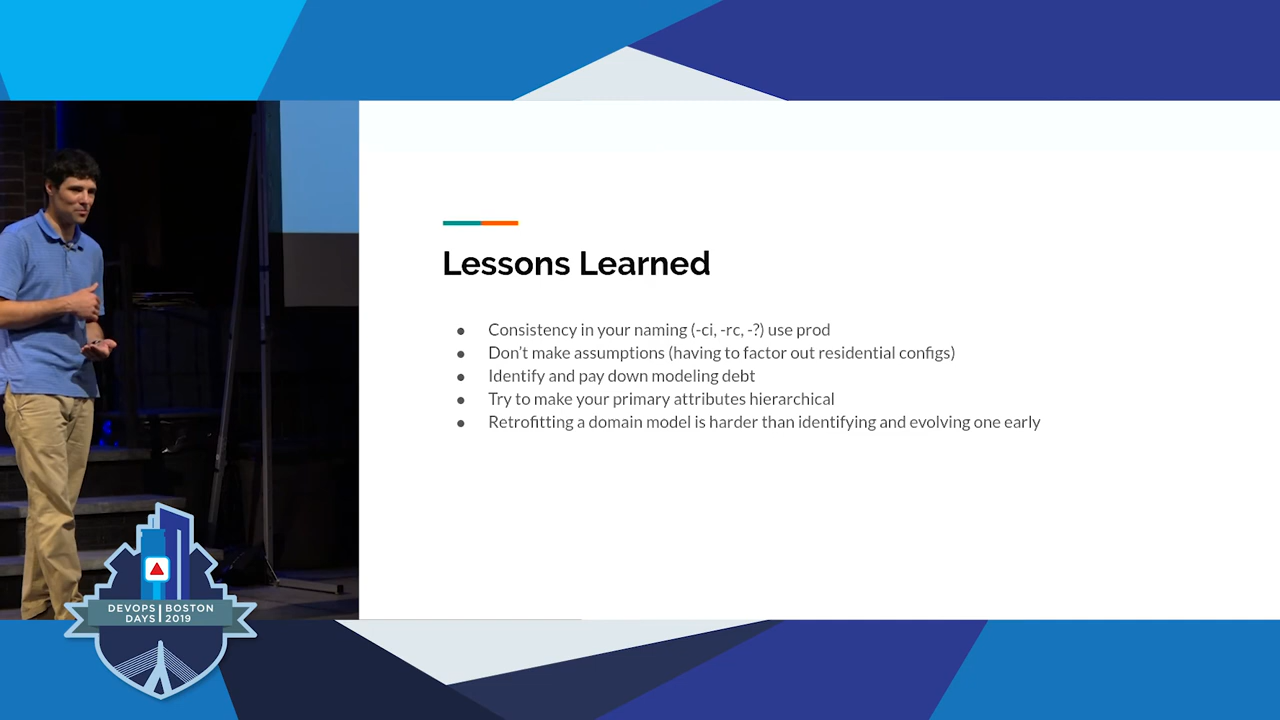 Lessons Learned
● Consistency in your naming (-ci, -rc, -?) use prod
● Don't make assumptions (having to factor out residential configs)
● Identify and pay down modeling debt
● Try to make your primary attributes hierarchical
● Retrofitting a domain model is harder than identifying and evolving one early
DEVOPS | BOSTON
DAYS | 2019